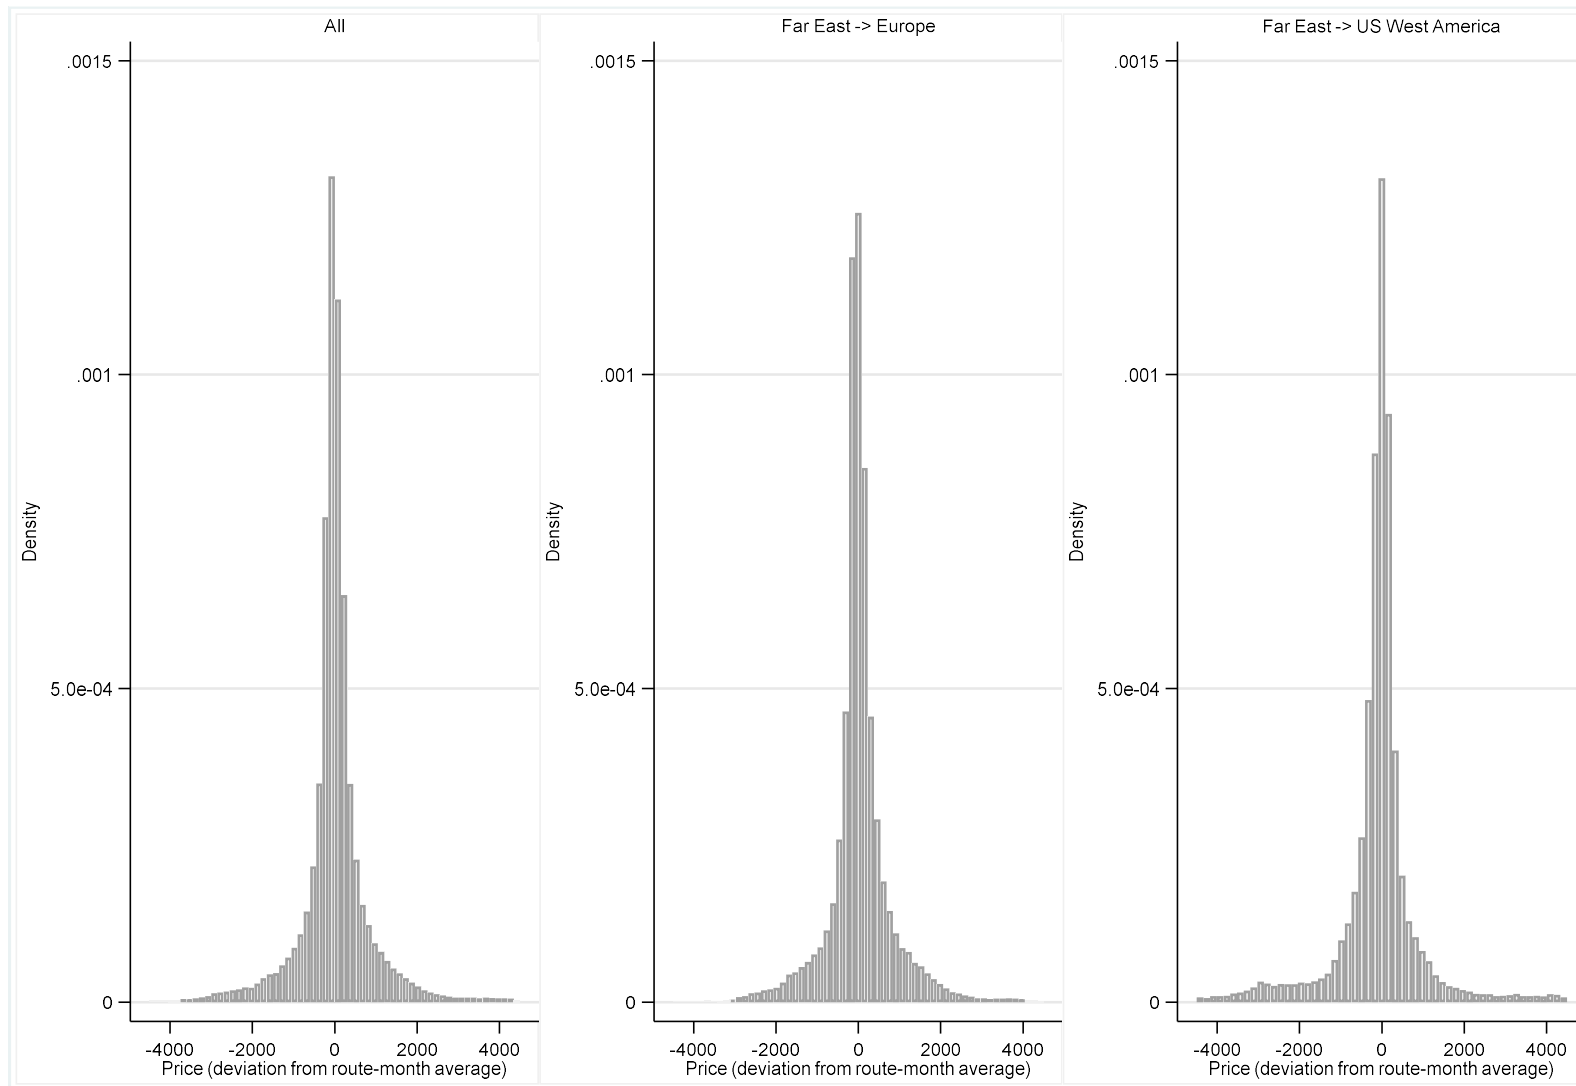 All
.0015
.001
5.0e-04
0
Density
-4000 -2000 0 2000 4000
Price (deviation from route-month average)
Far East -> Europe
.0015
.001
5.0e-04
0
Density
-4000 -2000 0 2000 4000
Price (deviation from route-month average)
Far East -> US West America
.0015
.001
5.0e-04
0
Density
-4000 -2000 0 2000 4000
Price (deviation from route-month average)